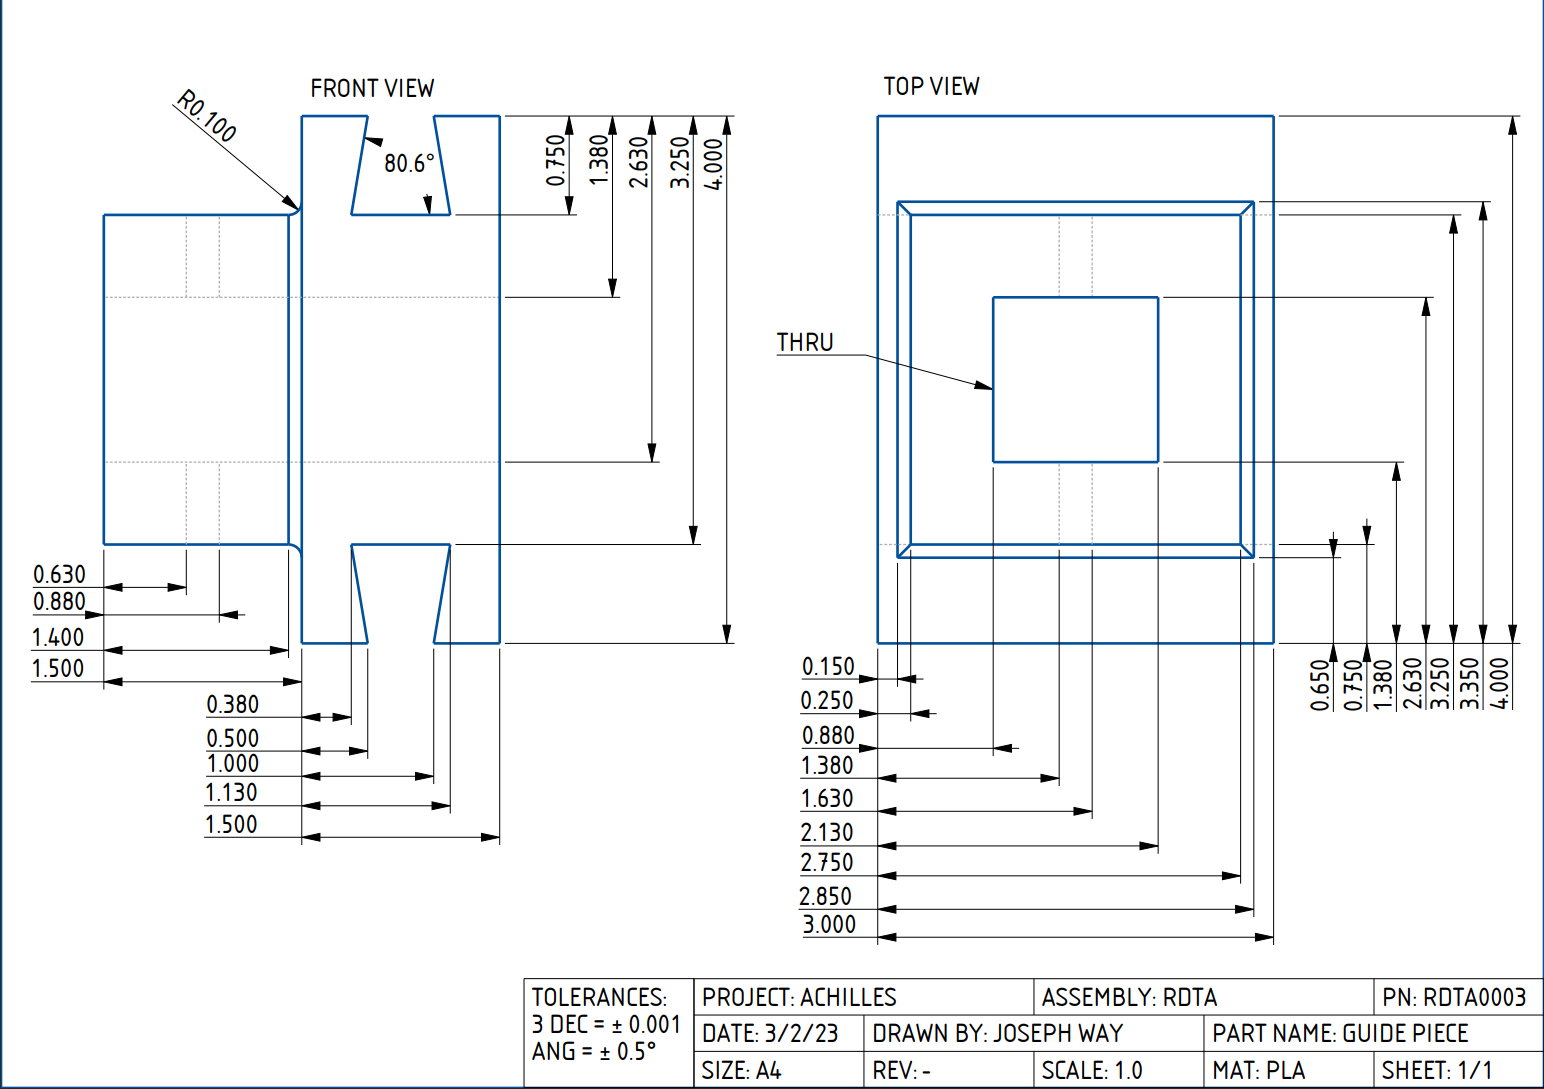 FRONT VIEW
TOP VIEW
R0.100
80.6°
0.750
1.380
2.630
3.250
4.000
THRU
0.630
0.880
1.400
1.500
0.380
0.500
1.000
1.130
1.500
0.150
0.250
0.880
1.380
1.630
2.130
2.750
2.850
3.000
0.650
0.750
1.380
2.630
3.250
3.350
4.000
TOLERANCES:
3 DEC = ± 0.001
ANG = ± 0.5°
PROJECT: ACHILLES
ASSEMBLY: RDTA
PN: RDTA0003
DATE: 3/2/23
DRAWN BY: JOSEPH WAY
PART NAME: GUIDE PIECE
SIZE: A4
REV: -
SCALE: 1.0
MAT: PLA
SHEET: 1/1